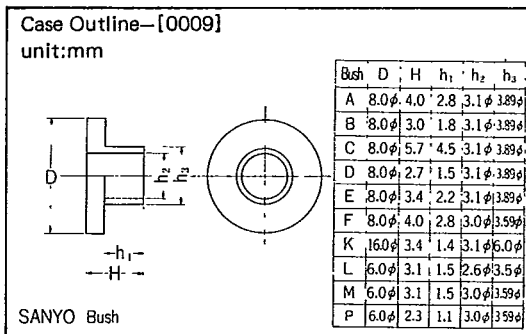 Case Outline—[0009]
unit:mm
Bush D H h₁ h₂ h₃
A 8.0φ 4.0 2.8 3.1φ 3.89φ
B 8.0φ 3.0 1.8 3.1φ 3.89φ
C 8.0φ 5.7 4.5 3.1φ 3.89φ
D 8.0φ 2.7 1.5 3.1φ 3.89φ
E 8.0φ 3.4 2.2 3.1φ 3.89φ
F 8.0φ 4.0 2.8 3.0φ 3.59φ
K 16.0φ 3.4 1.4 3.1φ 6.0φ
L 6.0φ 3.1 1.5 2.6φ 3.5φ
M 6.0φ 3.1 1.5 3.0φ 3.59φ
P 6.0φ 2.3 1.1 3.0φ 3.59φ
D
h₂
h₃
h₁
H
SANYO Bush